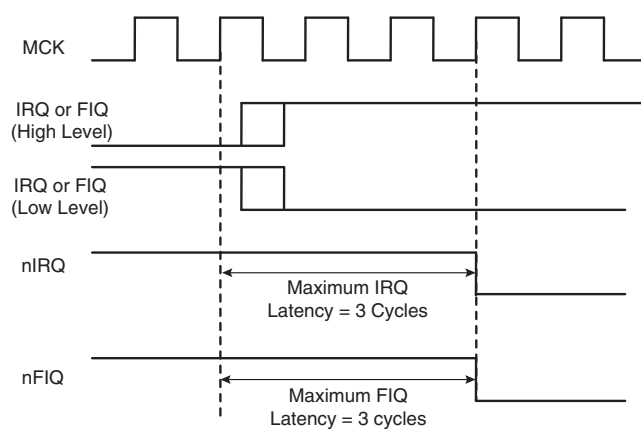 MCK
IRQ or FIQ
(High Level)
IRQ or FIQ
(Low Level)
nIRQ
Maximum IRQ
Latency = 3 Cycles
nFIQ
Maximum FIQ
Latency = 3 cycles